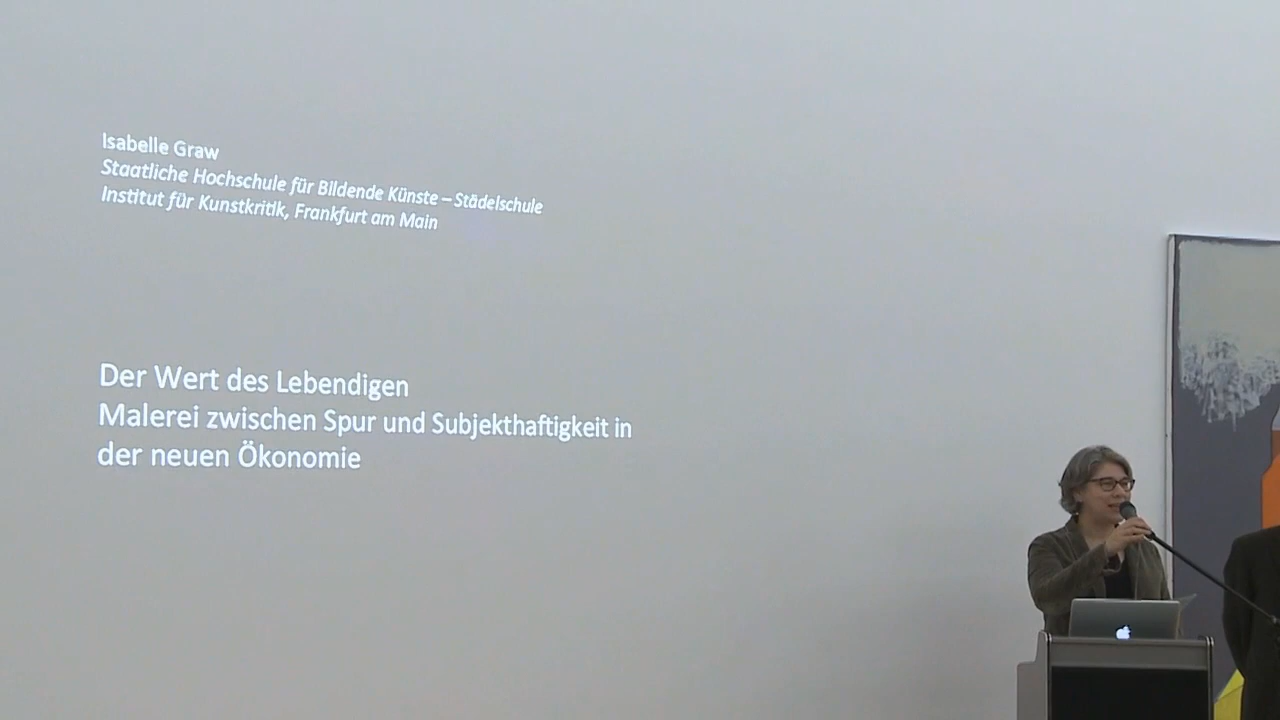 Isabelle Graw
Staatliche Hochschule für Bildende Künste – Städelschule
Institut für Kunstkritik, Frankfurt am Main
Der Wert des Lebendigen
Malerei zwischen Spur und Subjekthaftigkeit in
der neuen Ökonomie